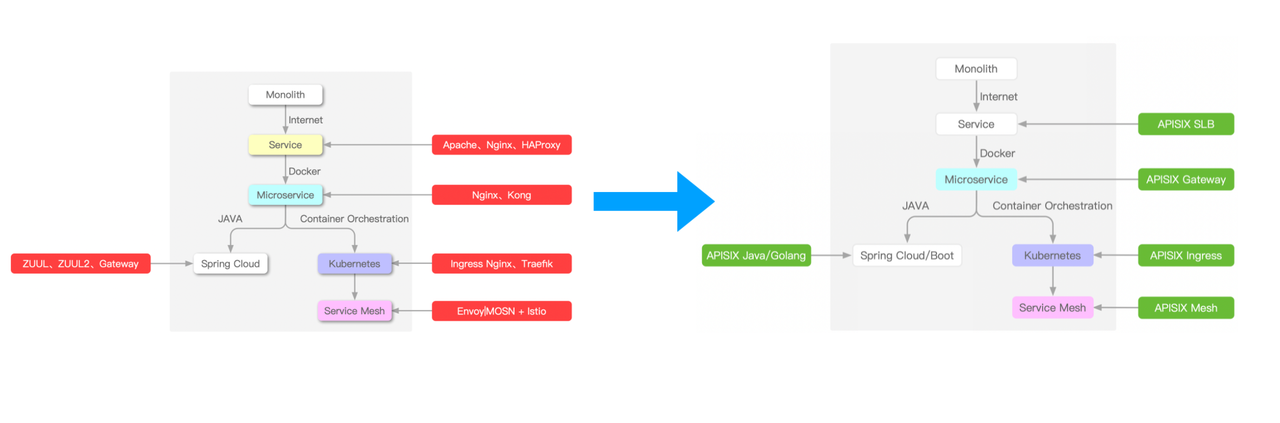 Monolith
Internet
Service
Apache、Nginx、HAProxy
Docker
Microservice
Nginx、Kong
JAVA
Container Orchestration
ZUUL、ZUUL2、Gateway
Spring Cloud
Kubernetes
Ingress Nginx、Traefik
Service Mesh
Envoy|MOSN + Istio
Monolith
Internet
Service
APISIX SLB
Docker
Microservice
APISIX Gateway
JAVA
Container Orchestration
APISIX Java/Golang
Spring Cloud/Boot
Kubernetes
APISIX Ingress
Service Mesh
APISIX Mesh